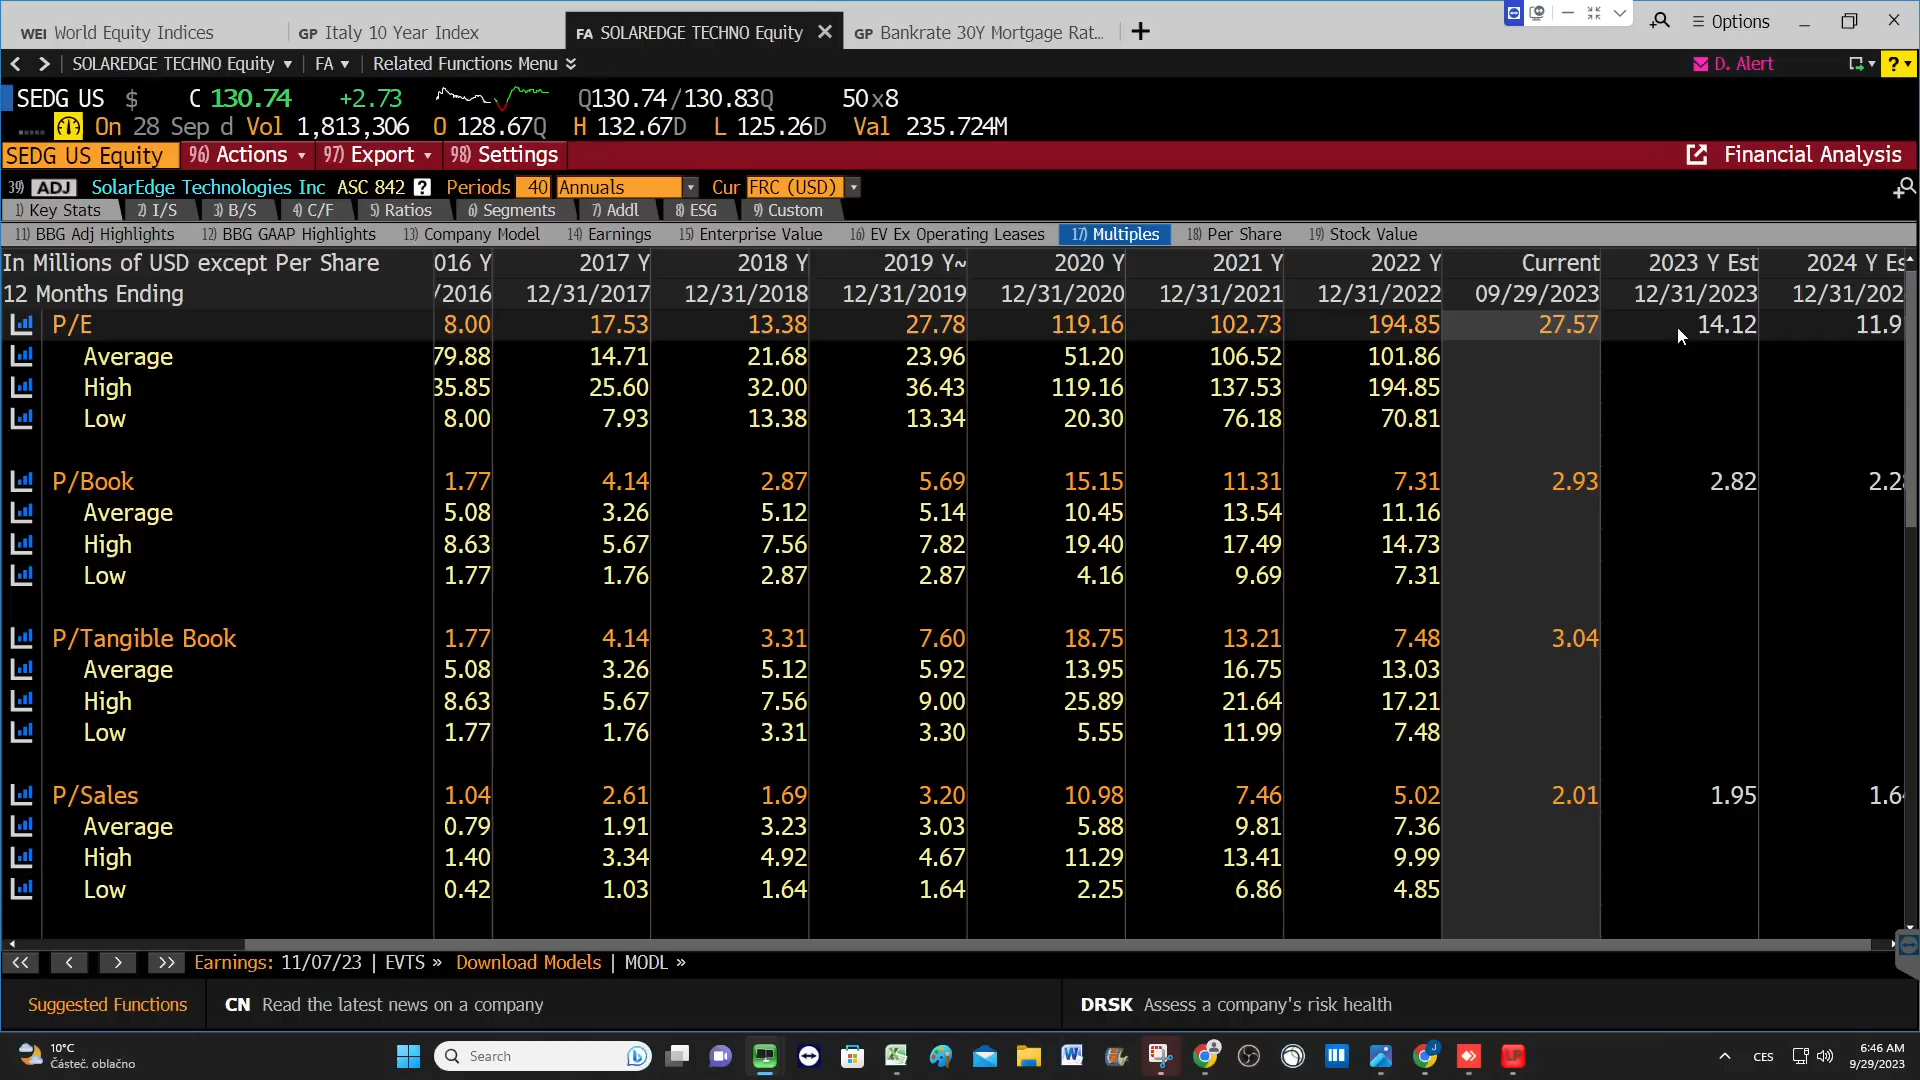 WEI World Equity Indices GP Italy 10 Year Index FA SOLAREDGE TECHNO Equity GP Bankrate 30Y Mortgage Rat... Options
SOLAREDGE TECHNO Equity FA Related Functions Menu D. Alert ?
SEDG US $ C 130.74 +2.73 Q130.74/130.83Q 50x8
On 28 Sep d Vol 1,813,306 O 128.67Q H 132.67D L 125.26D Val 235.724M
SEDG US Equity 96) Actions 97) Export 98) Settings Financial Analysis
39) ADJ SolarEdge Technologies Inc ASC 842 ? Periods 40 Annuals Cur FRC (USD)
1) Key Stats 2) I/S 3) B/S 4) C/F 5) Ratios 6) Segments 7) Addl 8) ESG 9) Custom
11) BBG Adj Highlights 12) BBG GAAP Highlights 13) Company Model 14) Earnings 15) Enterprise Value 16) EV Ex Operating Leases 17) Multiples 18) Per Share 19) Stock Value
In Millions of USD except Per Share 016 Y 2017 Y 2018 Y 2019 Y~ 2020 Y 2021 Y 2022 Y Current 2023 Y Est 2024 Y Es
12 Months Ending /2016 12/31/2017 12/31/2018 12/31/2019 12/31/2020 12/31/2021 12/31/2022 09/29/2023 12/31/2023 12/31/202
P/E 8.00 17.53 13.38 27.78 119.16 102.73 194.85 27.57 14.12 11.9
Average 79.88 14.71 21.68 23.96 51.20 106.52 101.86
High 35.85 25.60 32.00 36.43 119.16 137.53 194.85
Low 8.00 7.93 13.38 13.34 20.30 76.18 70.81
P/Book 1.77 4.14 2.87 5.69 15.15 11.31 7.31 2.93 2.82 2.28
Average 5.08 3.26 5.12 5.14 10.45 13.54 11.16
High 8.63 5.67 7.56 7.82 19.40 17.49 14.73
Low 1.77 1.76 2.87 2.87 4.16 9.69 7.31
P/Tangible Book 1.77 4.14 3.31 7.60 18.75 13.21 7.48 3.04
Average 5.08 3.26 5.12 5.92 13.95 16.75 13.03
High 8.63 5.67 7.56 9.00 25.89 21.64 17.21
Low 1.77 1.76 3.31 3.30 5.55 11.99 7.48
P/Sales 1.04 2.61 1.69 3.20 10.98 7.46 5.02 2.01 1.95 1.64
Average 0.79 1.91 3.23 3.03 5.88 9.81 7.36
High 1.40 3.34 4.92 4.67 11.29 13.41 9.99
Low 0.42 1.03 1.64 1.64 2.25 6.86 4.85
<< < > >> Earnings: 11/07/23 | EVTS » Download Models | MODL »
Suggested Functions CN Read the latest news on a company DRSK Assess a company's risk health
10°C
Částeč. oblačno
Search
CES
6:46 AM
9/29/2023